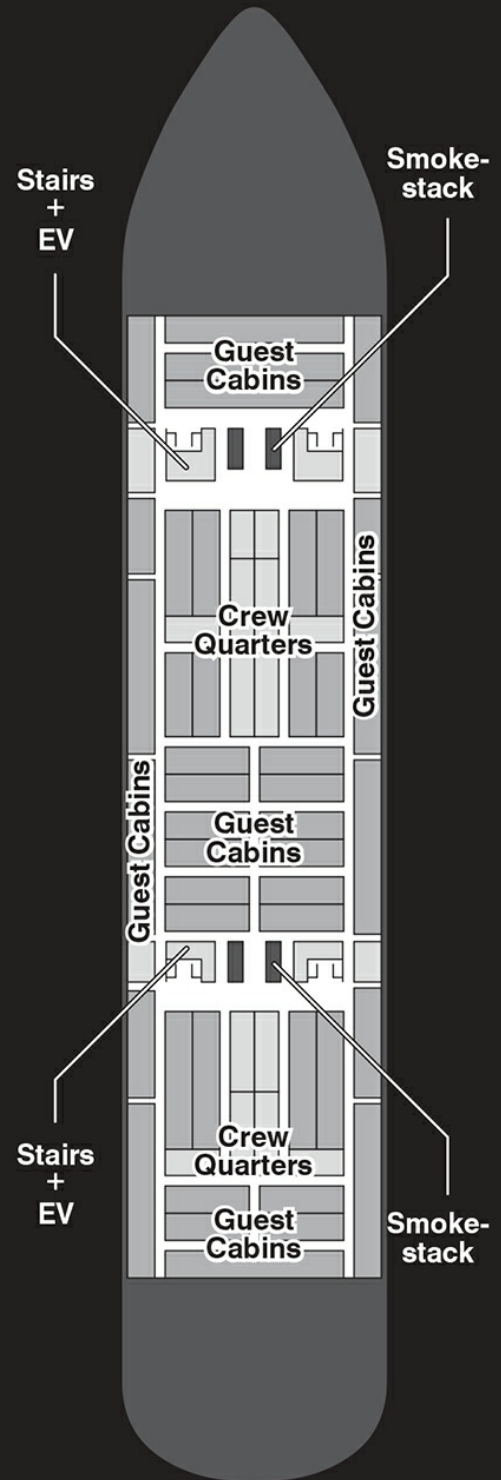 Smoke-
stack
Stairs
+
EV
Guest
Cabins
Guest Cabins
Crew
Quarters
Guest Cabins
Guest
Cabins
Stairs
+
EV
Crew
Quarters
Guest
Cabins
Smoke-
stack